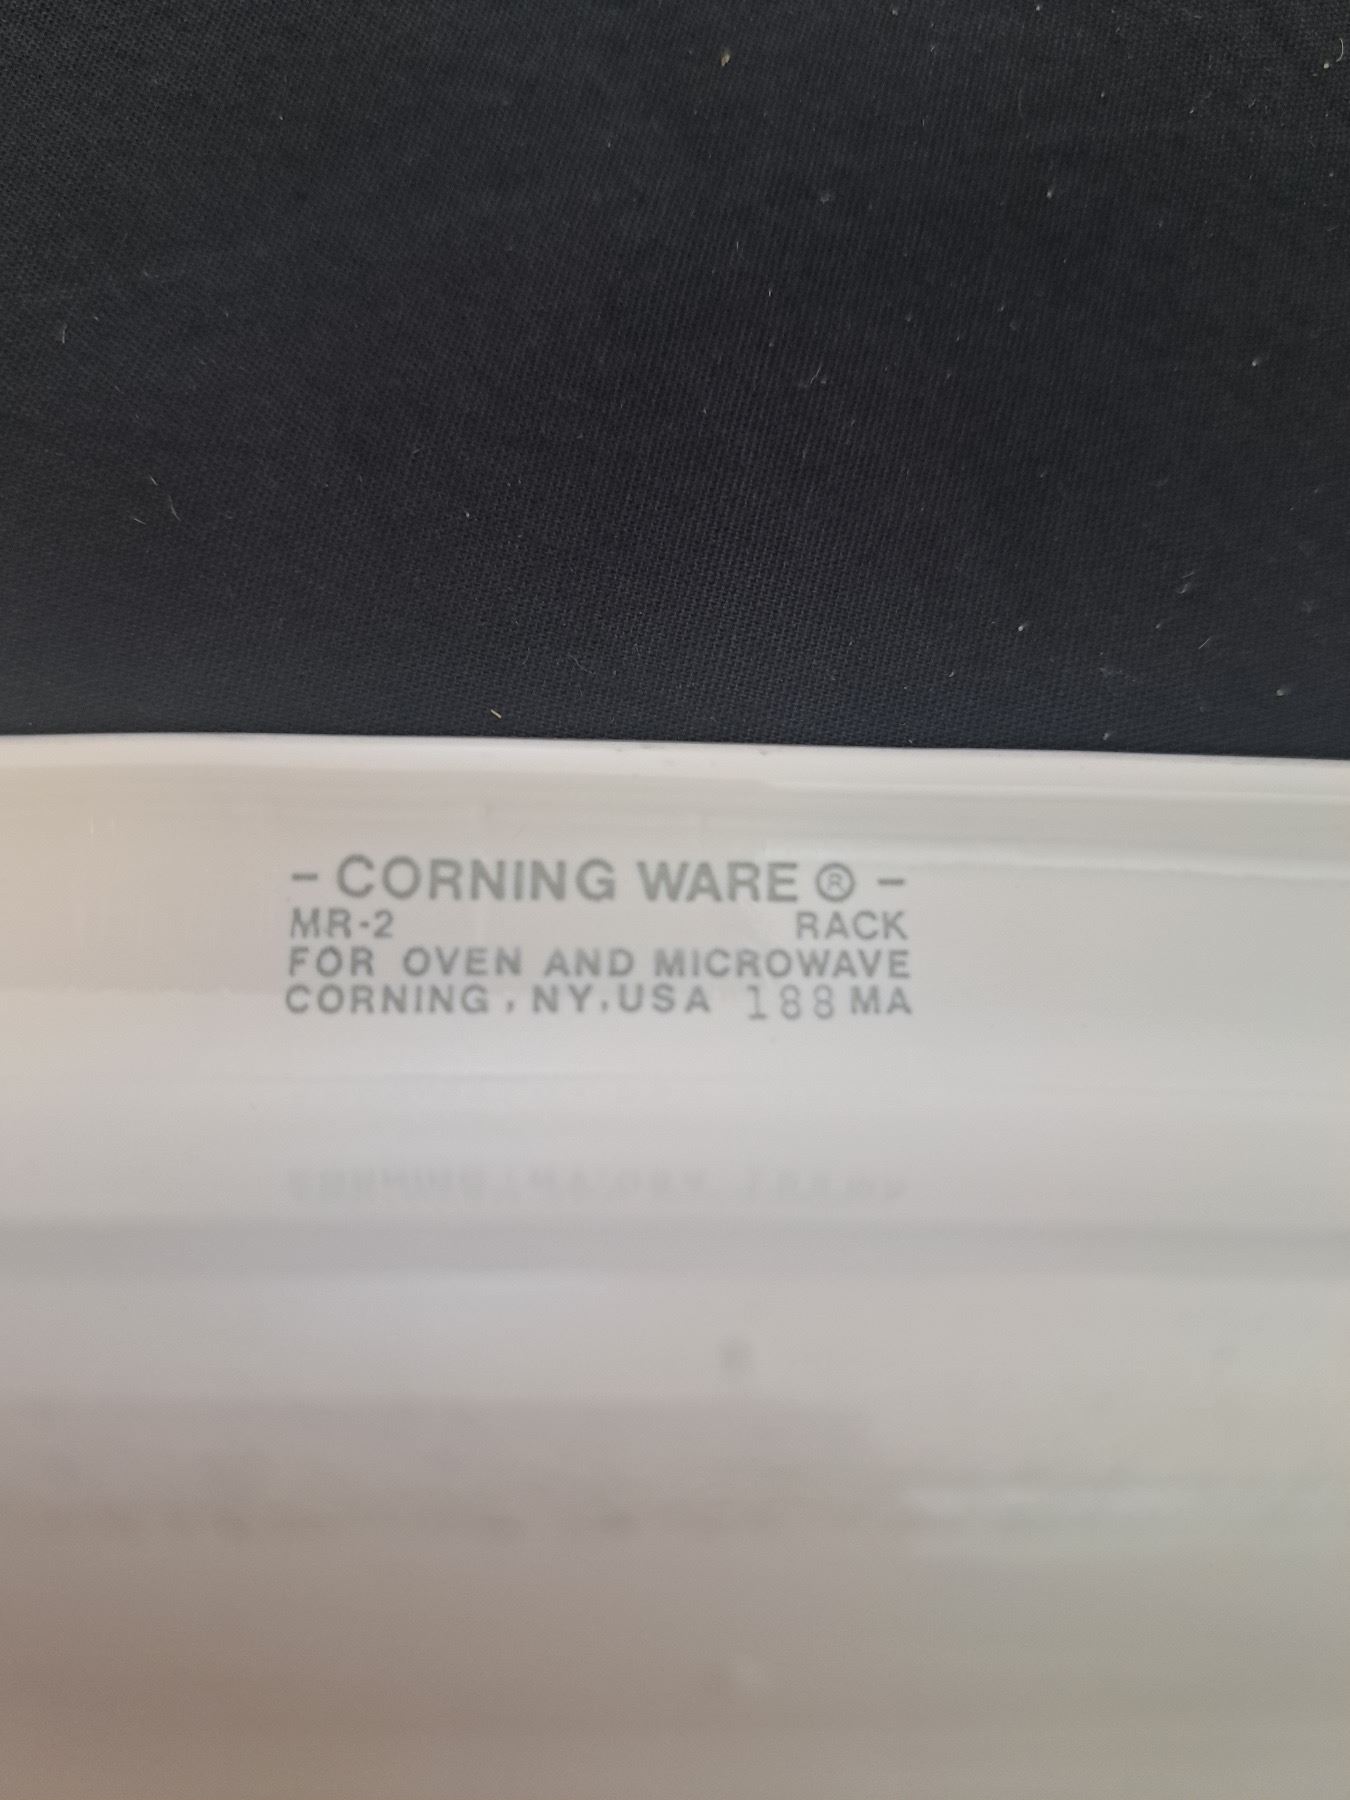 - CORNING WARE ® -
MR-2 RACK
FOR OVEN AND MICROWAVE
CORNING, NY, USA 188 MA